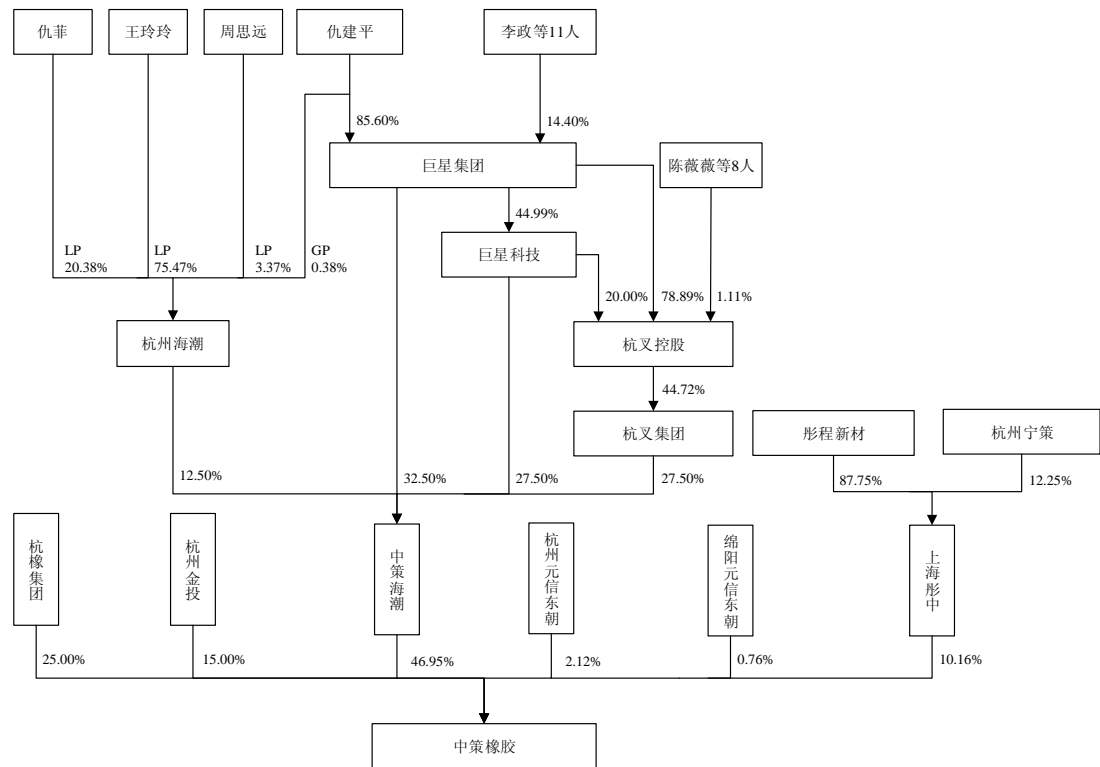 仇菲
王玲玲
周思远
仇建平
李政等11人
85.60%
14.40%
巨星集团
陈薇薇等8人
44.99%
巨星科技
LP
20.38%
LP
75.47%
LP
3.37%
GP
0.38%
20.00%
78.89%
1.11%
杭州海潮
杭叉控股
44.72%
杭叉集团
彤程新材
杭州宁策
12.50%
32.50%
27.50%
27.50%
87.75%
12.25%
杭橡集团
杭州金投
中策海潮
杭州元信东朝
绵阳元信东朝
上海彤中
25.00%
15.00%
46.95%
2.12%
0.76%
10.16%
中策橡胶